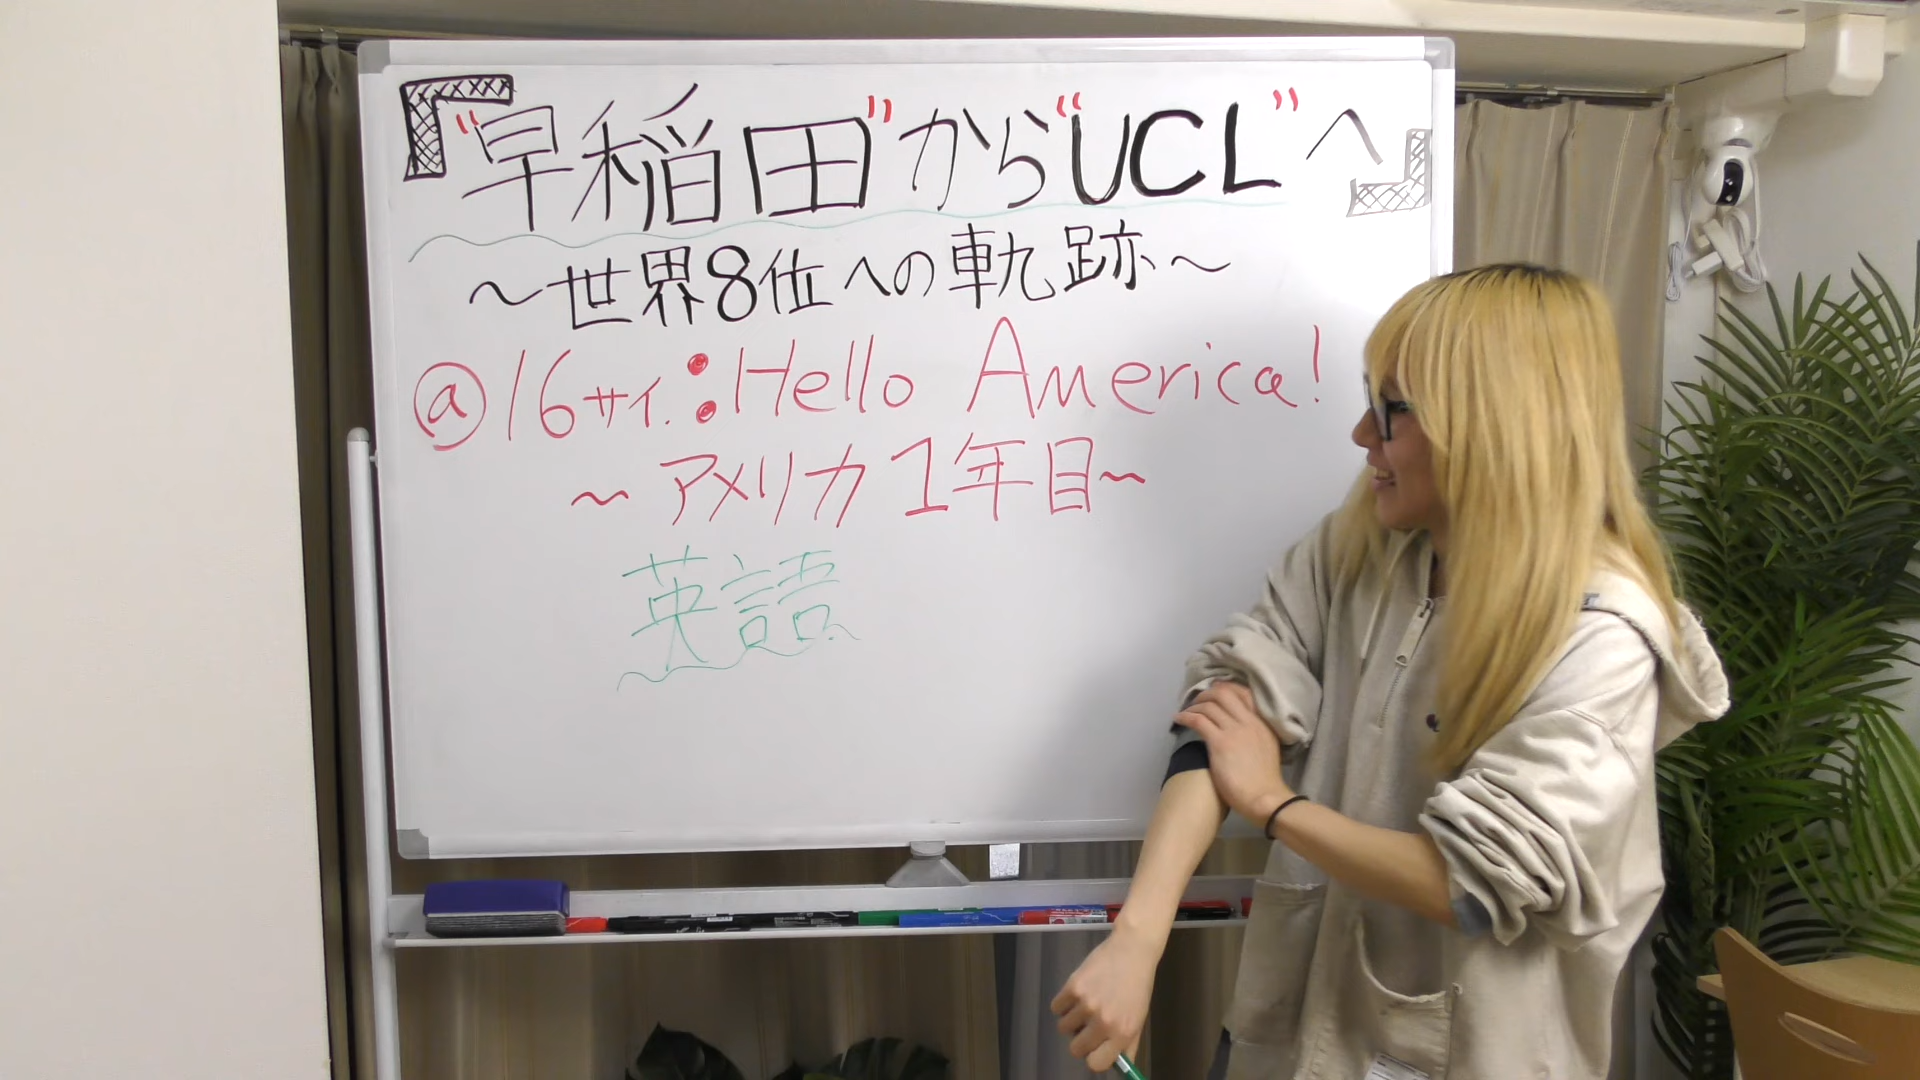 『"早稲田"から"UCL"へ』
～世界8位への軌跡～
@16サイ.:Hello America!
～アメリカ1年目～
英語